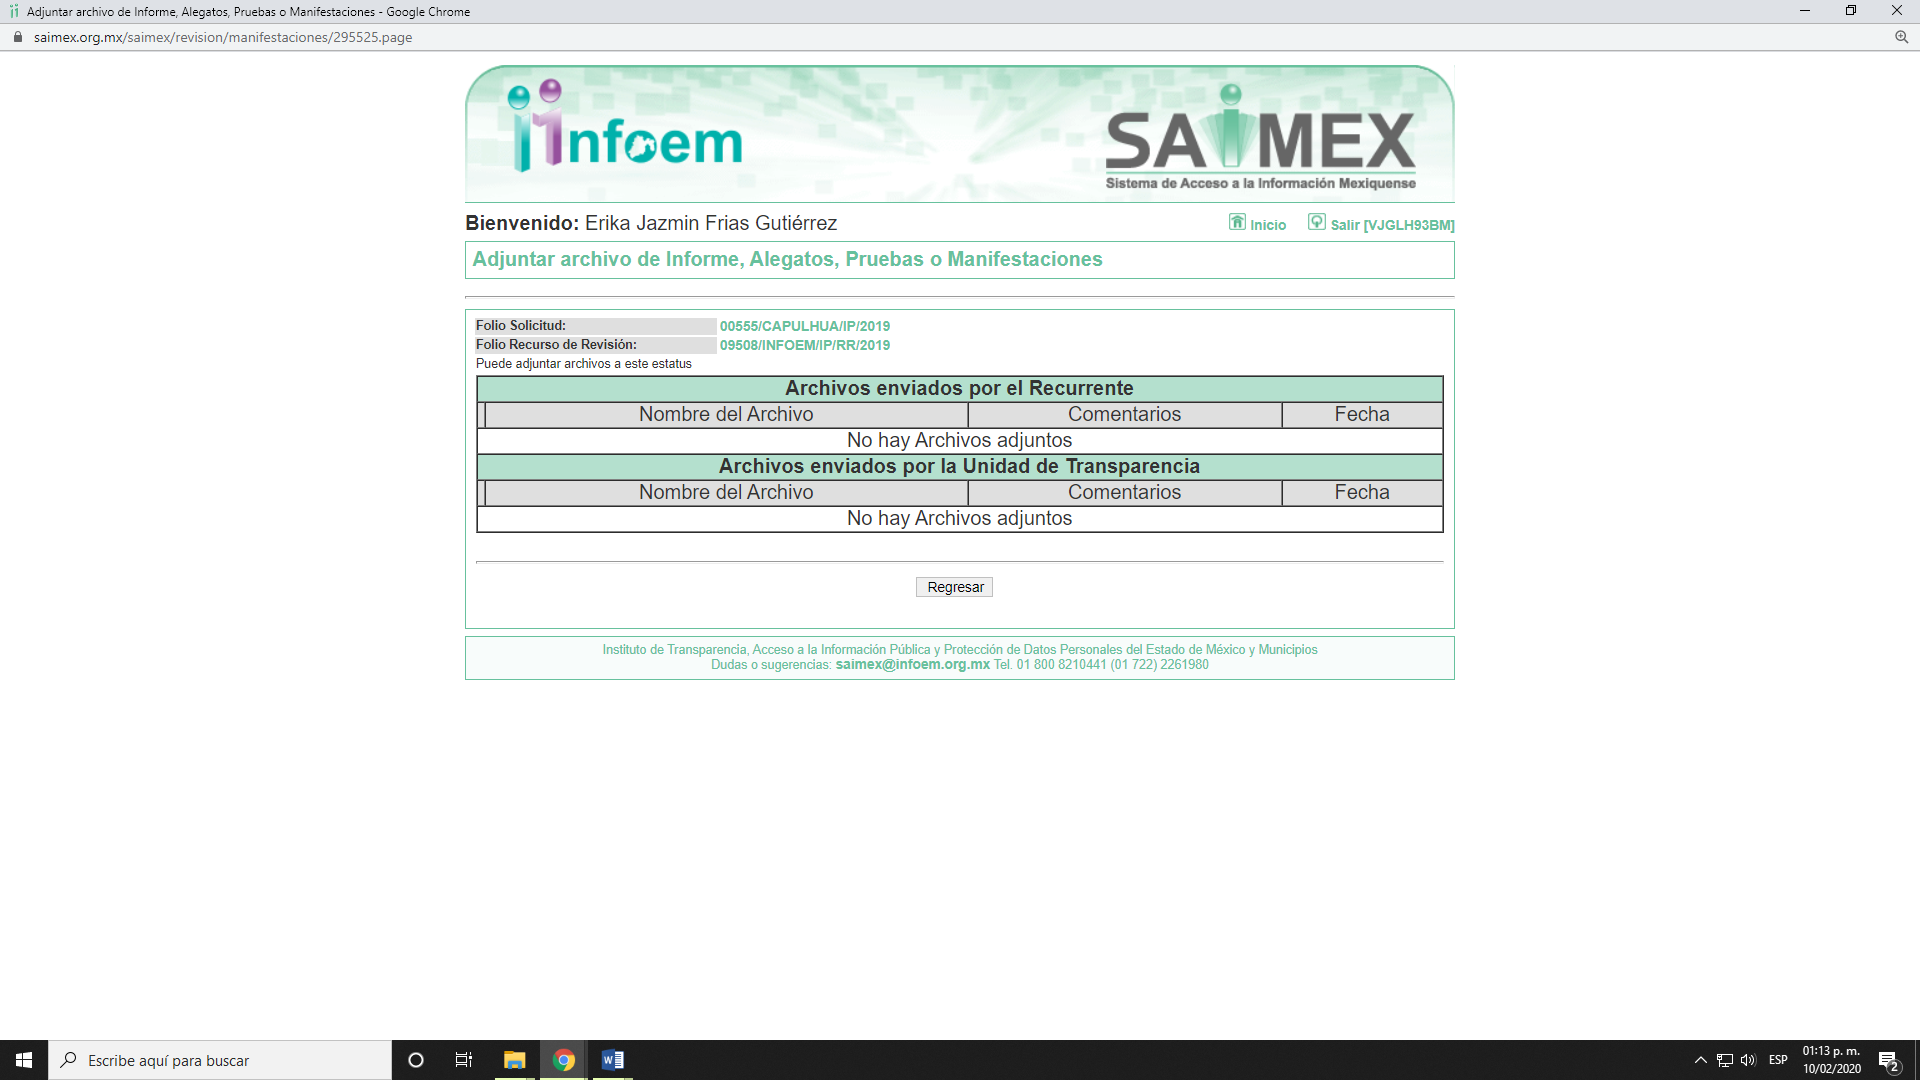 Adjuntar archivo de Informe, Alegatos, Pruebas o Manifestaciones - Google Chrome
saimex.org.mx/saimex/revision/manifestaciones/295525.page
infoem
SAIMEX
Sistema de Acceso a la Información Mexiquense
Bienvenido: Erika Jazmin Frias Gutiérrez
Inicio
Salir [VJGLH93BM]
Adjuntar archivo de Informe, Alegatos, Pruebas o Manifestaciones
Folio Solicitud: 00555/CAPULHUA/IP/2019
Folio Recurso de Revisión: 09508/INFOEM/IP/RR/2019
Puede adjuntar archivos a este estatus
Archivos enviados por el Recurrente
Nombre del Archivo Comentarios Fecha
No hay Archivos adjuntos
Archivos enviados por la Unidad de Transparencia
Nombre del Archivo Comentarios Fecha
No hay Archivos adjuntos
Regresar
Instituto de Transparencia, Acceso a la Información Pública y Protección de Datos Personales del Estado de México y Municipios
Dudas o sugerencias: saimex@infoem.org.mx Tel. 01 800 8210441 (01 722) 2261980
Escribe aquí para buscar
ESP
01:13 p. m.
10/02/2020
2